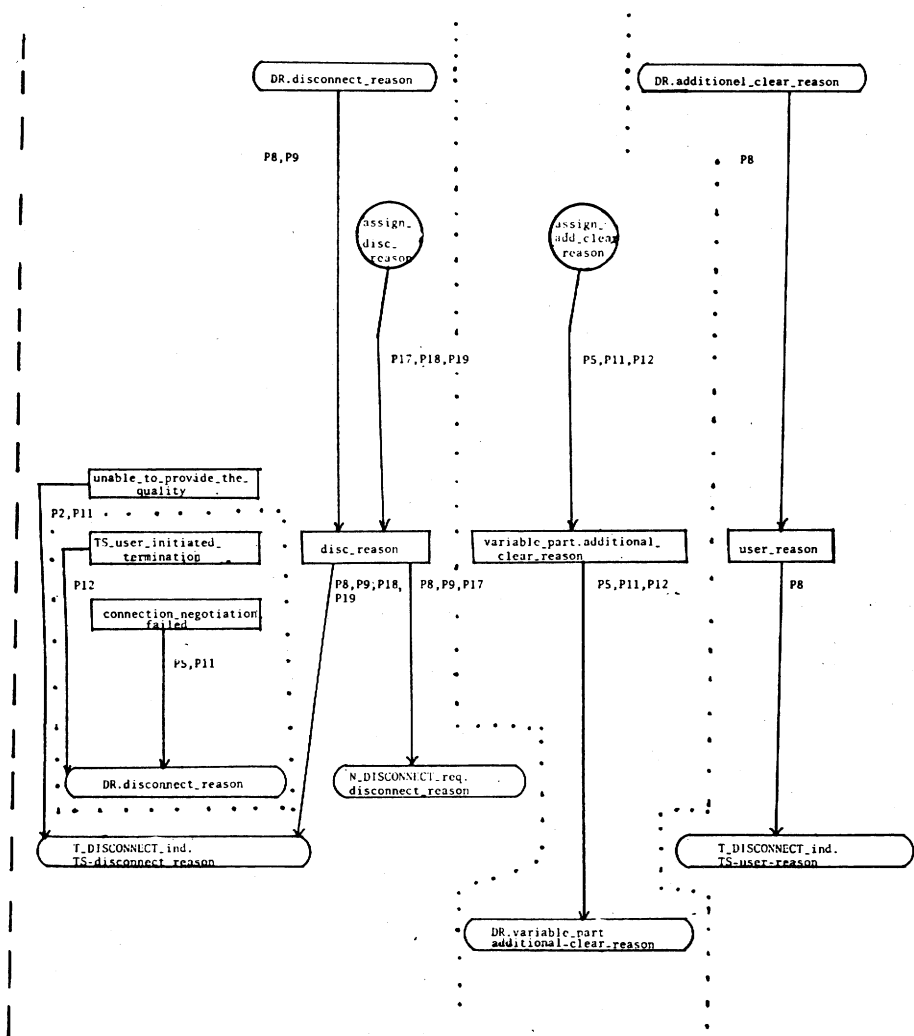 DR.disconnect_reason
DR.additionel_clear_reason
P8,P9
P8
assign_
disc_
reason
assign_
add_clear
reason
P17,P18,P19
P5,P11,P12
unable_to_provide_the_
quality
P2,P11
TS_user_initiated_
termination
disc_reason
variable_part.additional_
clear_reason
user_reason
P12
P8,P9,P18,
P19
P8,P9,P17
P5,P11,P12
P8
connection_negotiation
failed
P5,P11
DR.disconnect_reason
N_DISCONNECT_req.
disconnect_reason
T_DISCONNECT_ind.
TS-disconnect_reason
T_DISCONNECT_ind.
TS-user-reason
DR.variable_part
additional_clear_reason